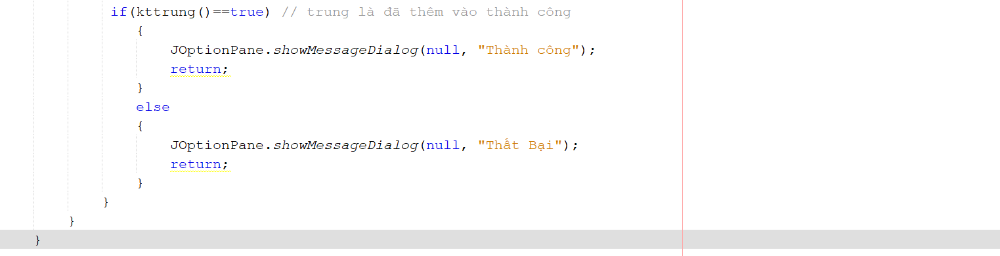 if(kttrung()==true) // trung là đã thêm vào thành công
{
JOptionPane.showMessageDialog(null, "Thành công");
return;
}
else
{
JOptionPane.showMessageDialog(null, "Thất Bại");
return;
}
}
}
}